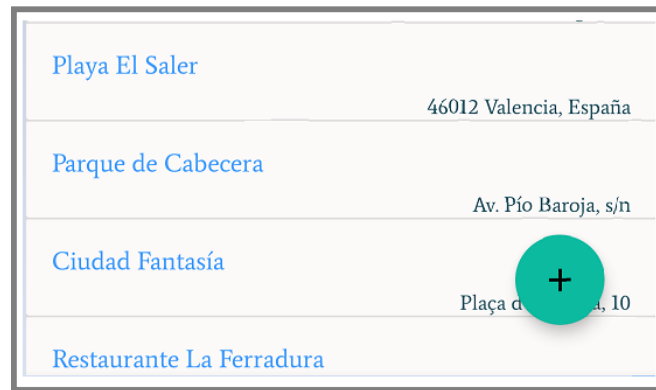 Playa El Saler
46012 Valencia, España
Parque de Cabecera
Av. Pío Baroja, s/n
Ciudad Fantasía
+
Plaça 10
Restaurante La Ferradura